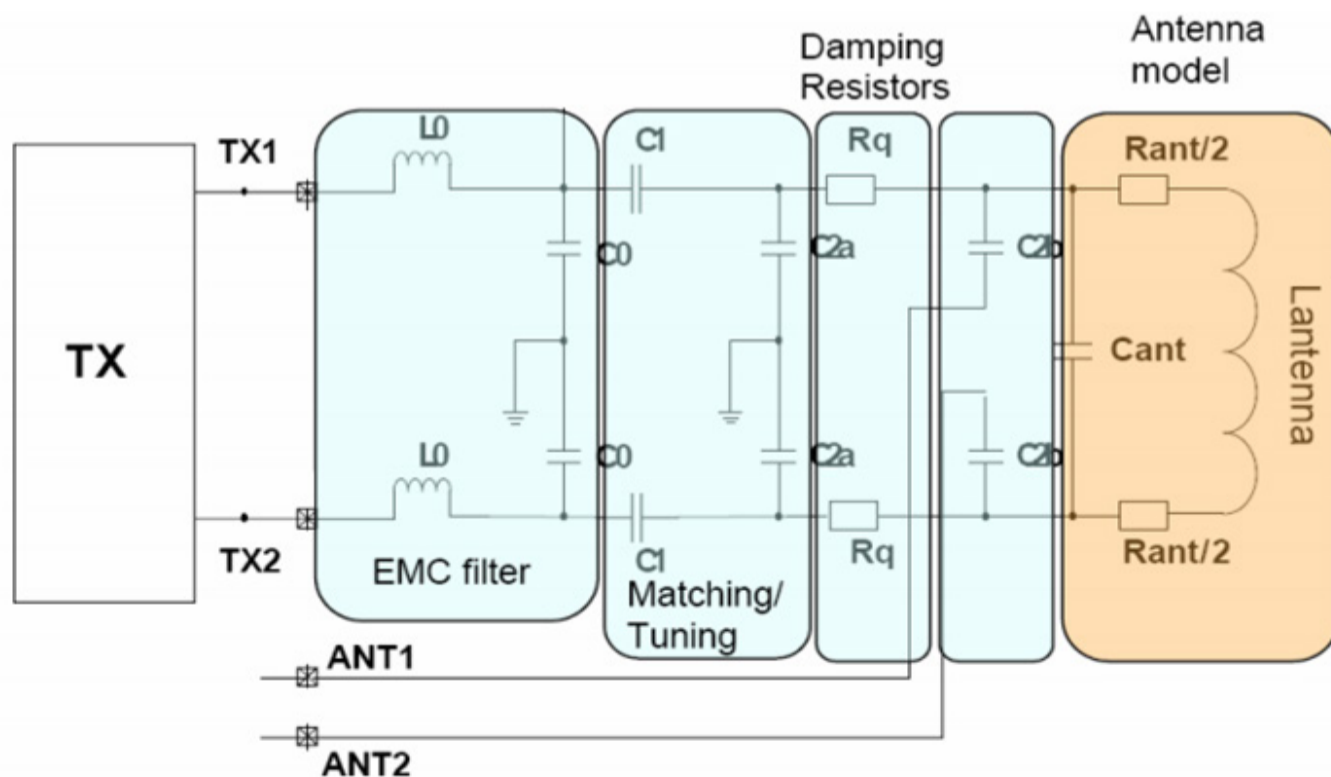 Damping
Resistors
Antenna
model
TX1
L0
C1
Rq
Rant/2
C0
C2a
C2b
TX
Cant
Lantenna
L0
C0
C2a
C2b
TX2
EMC filter
C1
Rq
Rant/2
Matching/
Tuning
ANT1
ANT2